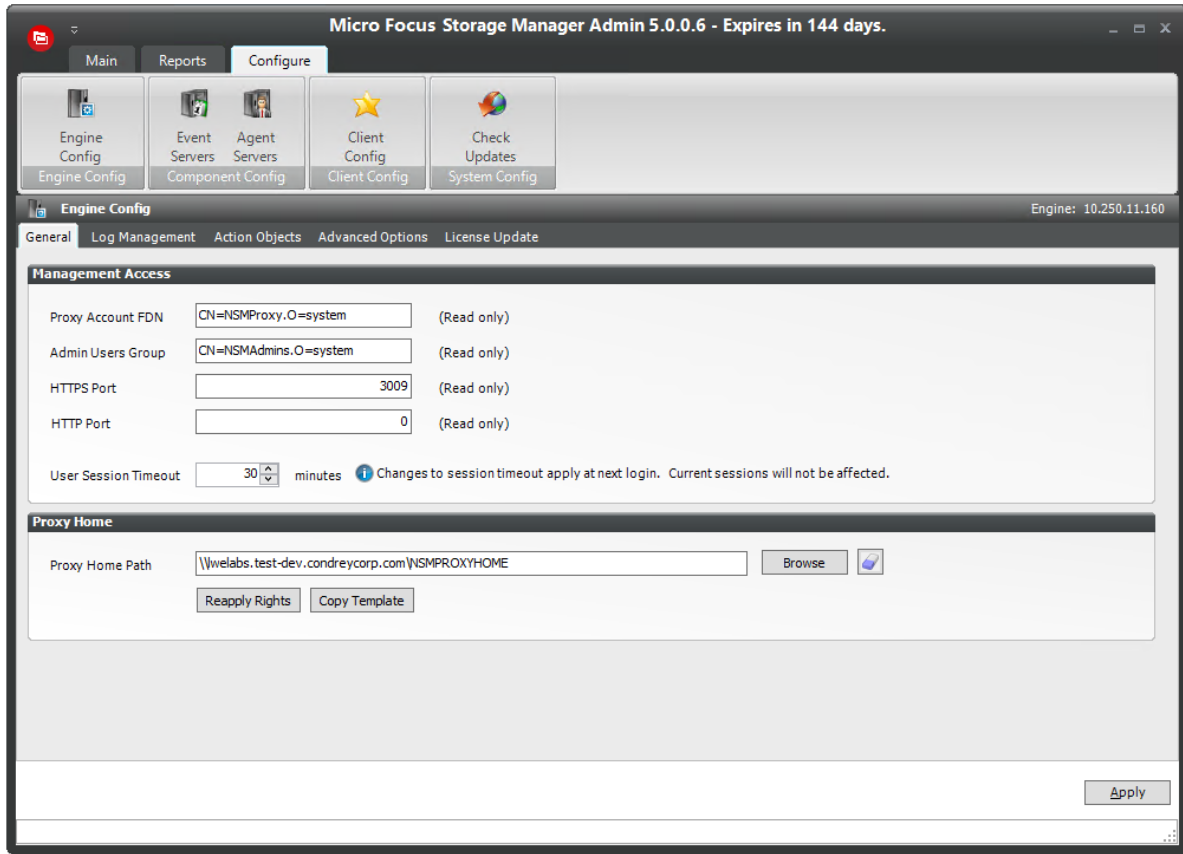 Micro Focus Storage Manager Admin 5.0.0.6 - Expires in 144 days.
Main Reports Configure
Engine Config
Event Servers
Agent Servers
Client Config
Check Updates
Engine Config Component Config Client Config System Config
Engine Config Engine: 10.250.11.160
General Log Management Action Objects Advanced Options License Update
Management Access
Proxy Account FDN CN=NSMProxy.O=system (Read only)
Admin Users Group CN=NSMAdmins.O=system (Read only)
HTTPS Port 3009 (Read only)
HTTP Port 0 (Read only)
User Session Timeout 30 minutes Changes to session timeout apply at next login. Current sessions will not be affected.
Proxy Home
Proxy Home Path \\lwelabs.test-dev.condreycorp.com\NSMPROXYHOME Browse
Reapply Rights Copy Template
Apply